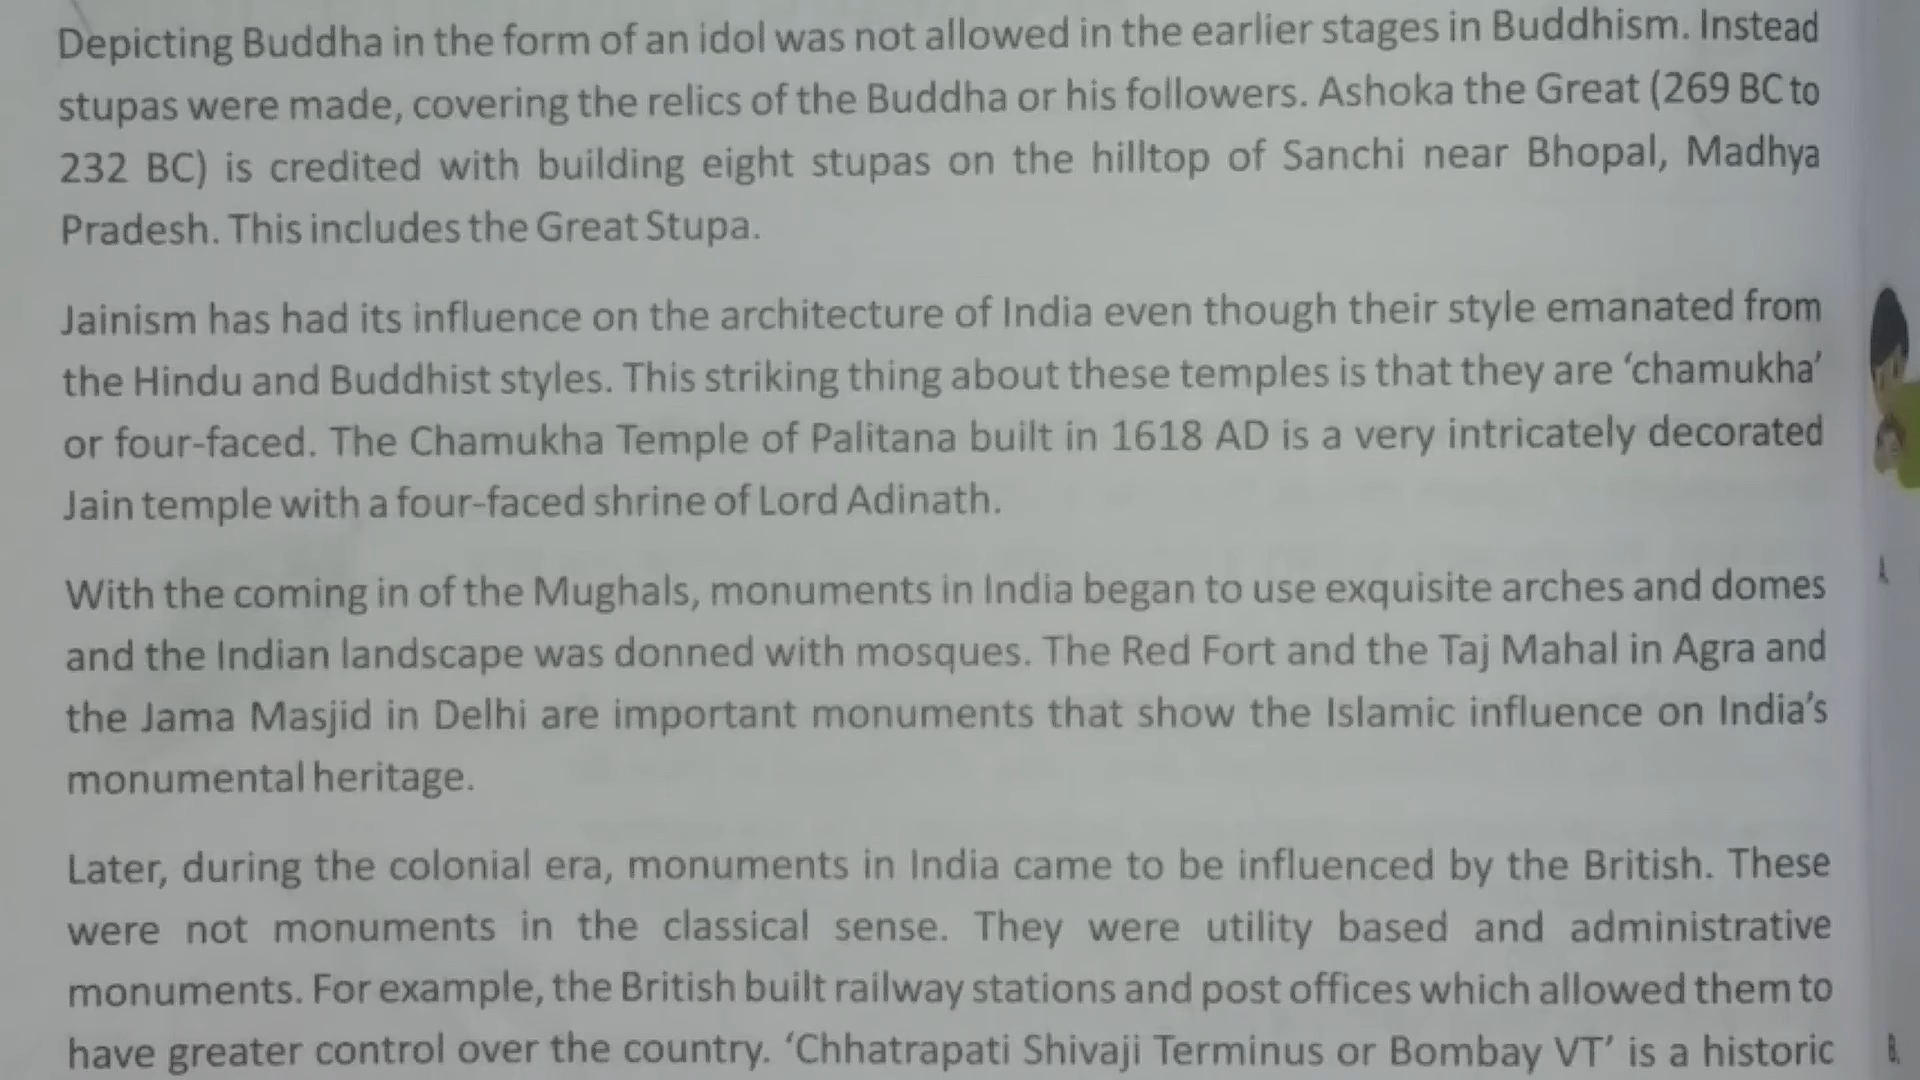 Depicting Buddha in the form of an idol was not allowed in the earlier stages in Buddhism. Instead
stupas were made, covering the relics of the Buddha or his followers. Ashoka the Great (269 BC to
232 BC) is credited with building eight stupas on the hilltop of Sanchi near Bhopal, Madhya
Pradesh. This includes the Great Stupa.
Jainism has had its influence on the architecture of India even though their style emanated from
the Hindu and Buddhist styles. This striking thing about these temples is that they are ‘chamukha’
or four-faced. The Chamukha Temple of Palitana built in 1618 AD is a very intricately decorated
Jain temple with a four-faced shrine of Lord Adinath.
With the coming in of the Mughals, monuments in India began to use exquisite arches and domes
and the Indian landscape was donned with mosques. The Red Fort and the Taj Mahal in Agra and
the Jama Masjid in Delhi are important monuments that show the Islamic influence on India’s
monumental heritage.
Later, during the colonial era, monuments in India came to be influenced by the British. These
were not monuments in the classical sense. They were utility based and administrative
monuments. For example, the British built railway stations and post offices which allowed them to
have greater control over the country. ‘Chhatrapati Shivaji Terminus or Bombay VT’ is a historic